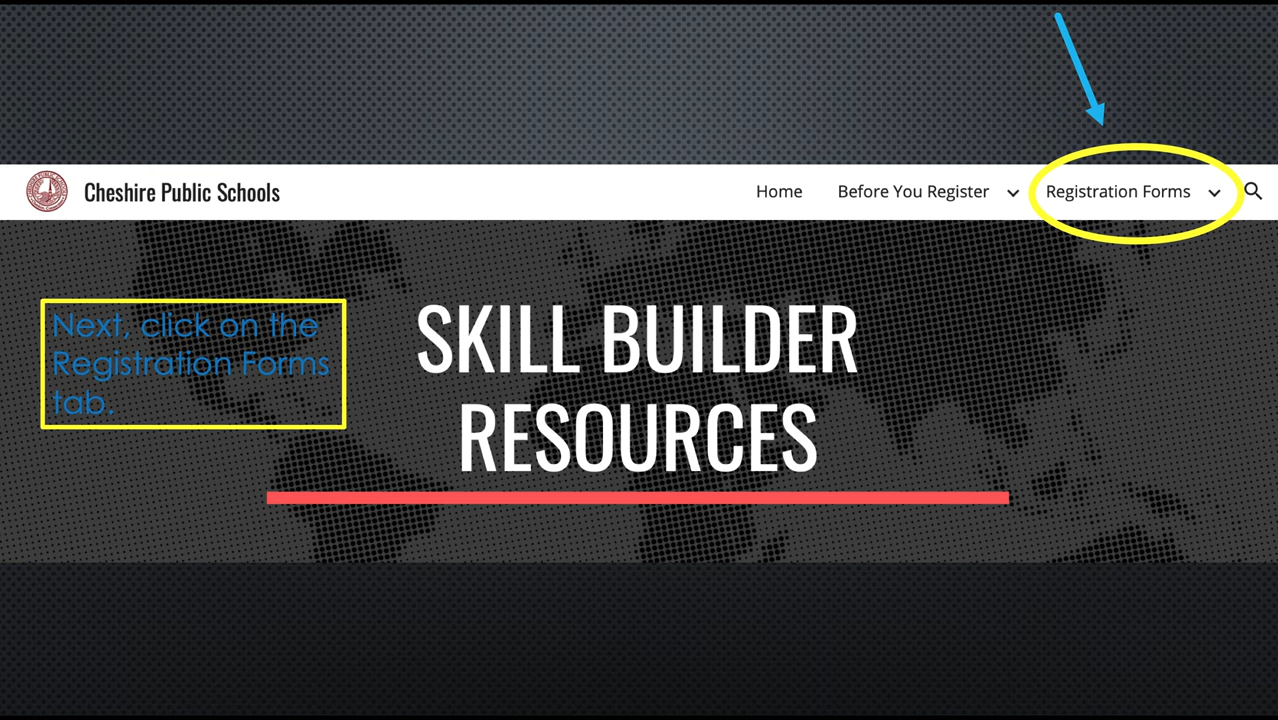 Cheshire Public Schools
Home
Before You Register
Registration Forms
Next, click on the
Registration Forms
tab.
SKILL BUILDER
RESOURCES